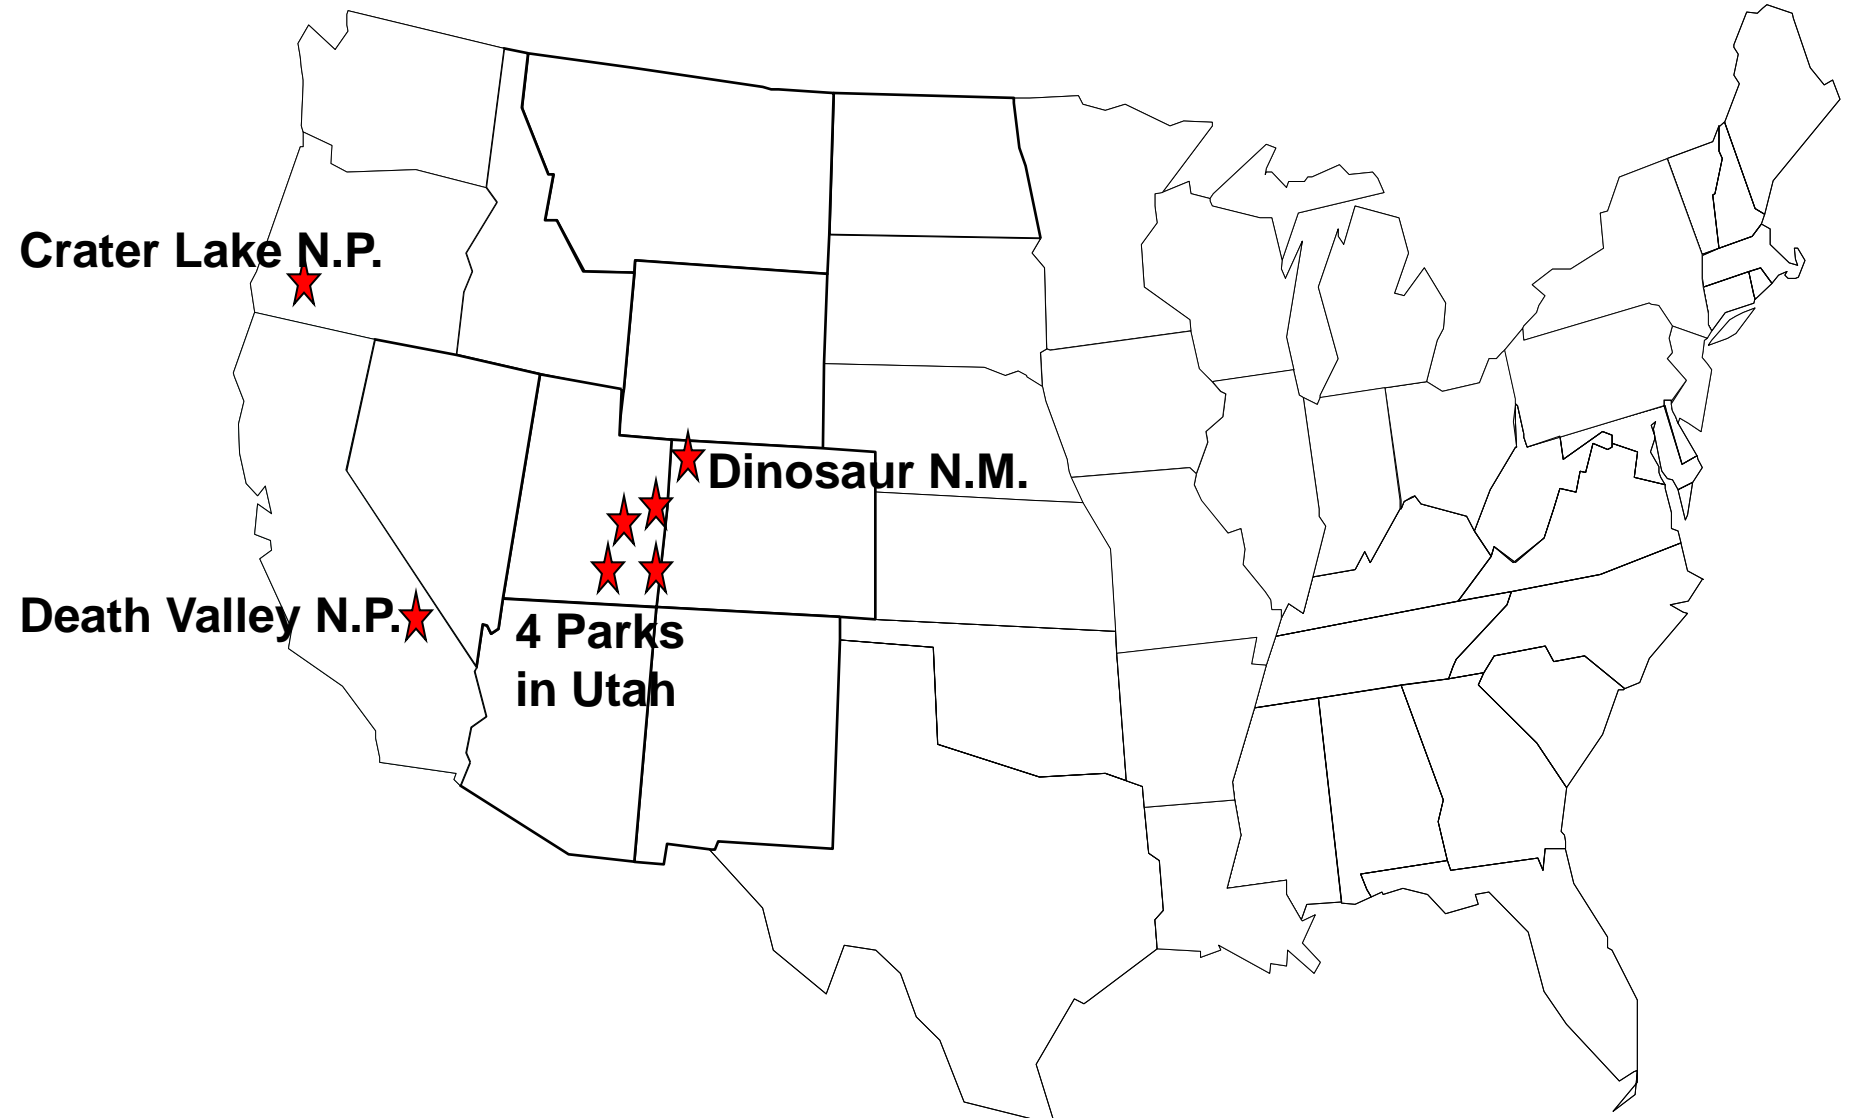 Crater Lake N.P.
Dinosaur N.M.
Death Valley N.P.
4 Parks
in Utah